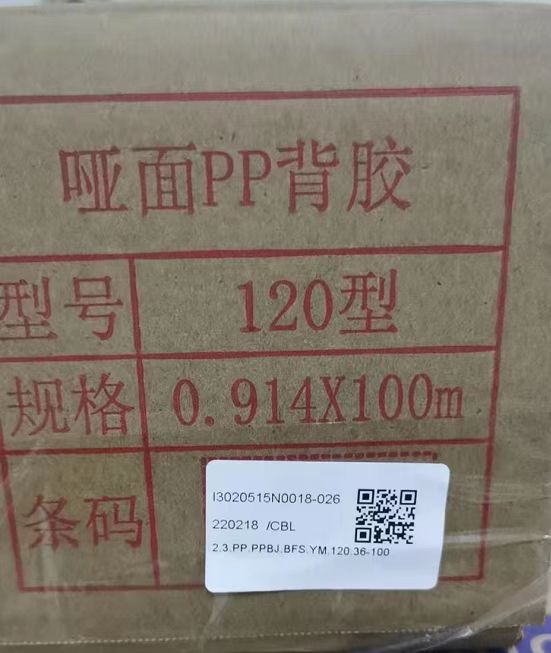 哑面PP背胶
型号 120型
规格 0.914X100m
条码
I3020515N0018-026
220218 /CBL
2.3.PP.PPBJ.BFS.YM.120.36-100